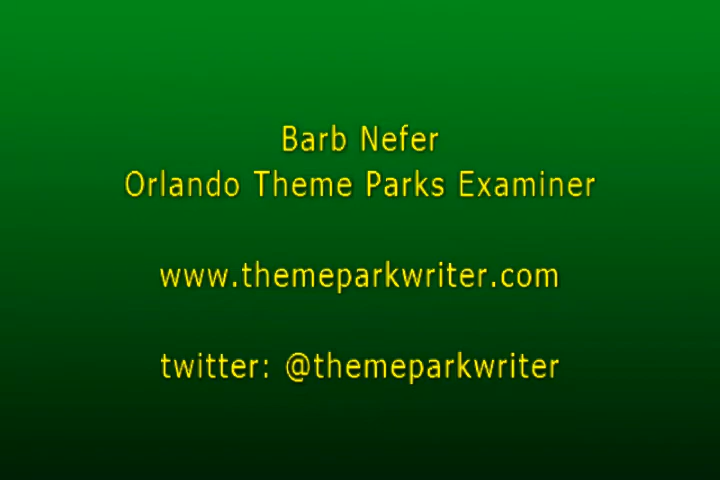 Barb Nefer
Orlando Theme Parks Examiner
www.themeparkwriter.com
twitter: @themeparkwriter